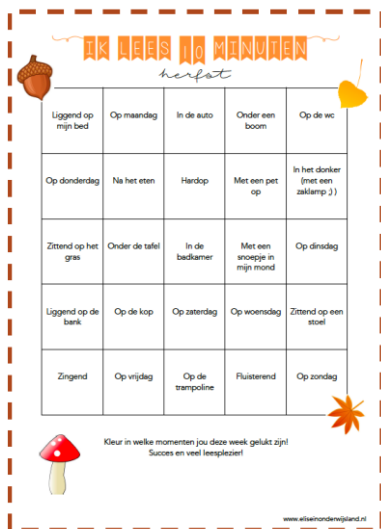 IK LEES 10 MINUTEN
herfst
Liggend op
mijn bed
Op maandag
In de auto
Onder een
boom
Op de wc
Op donderdag
Na het eten
Hardop
Met een pet
op
In het donker
(met een
zaklamp ;) )
Zittend op het
gras
Onder de tafel
In de
badkamer
Met een
snoepje in
mijn mond
Op dinsdag
Liggend op de
bank
Op de kop
Op zaterdag
Op woensdag
Zittend op een
stoel
Zingend
Op vrijdag
Op de
trampoline
Fluisterend
Op zondag
Kleur in welke momenten jou deze week gelukt zijn!
Succes en veel leesplezier!
www.eliseinonderwijsland.nl